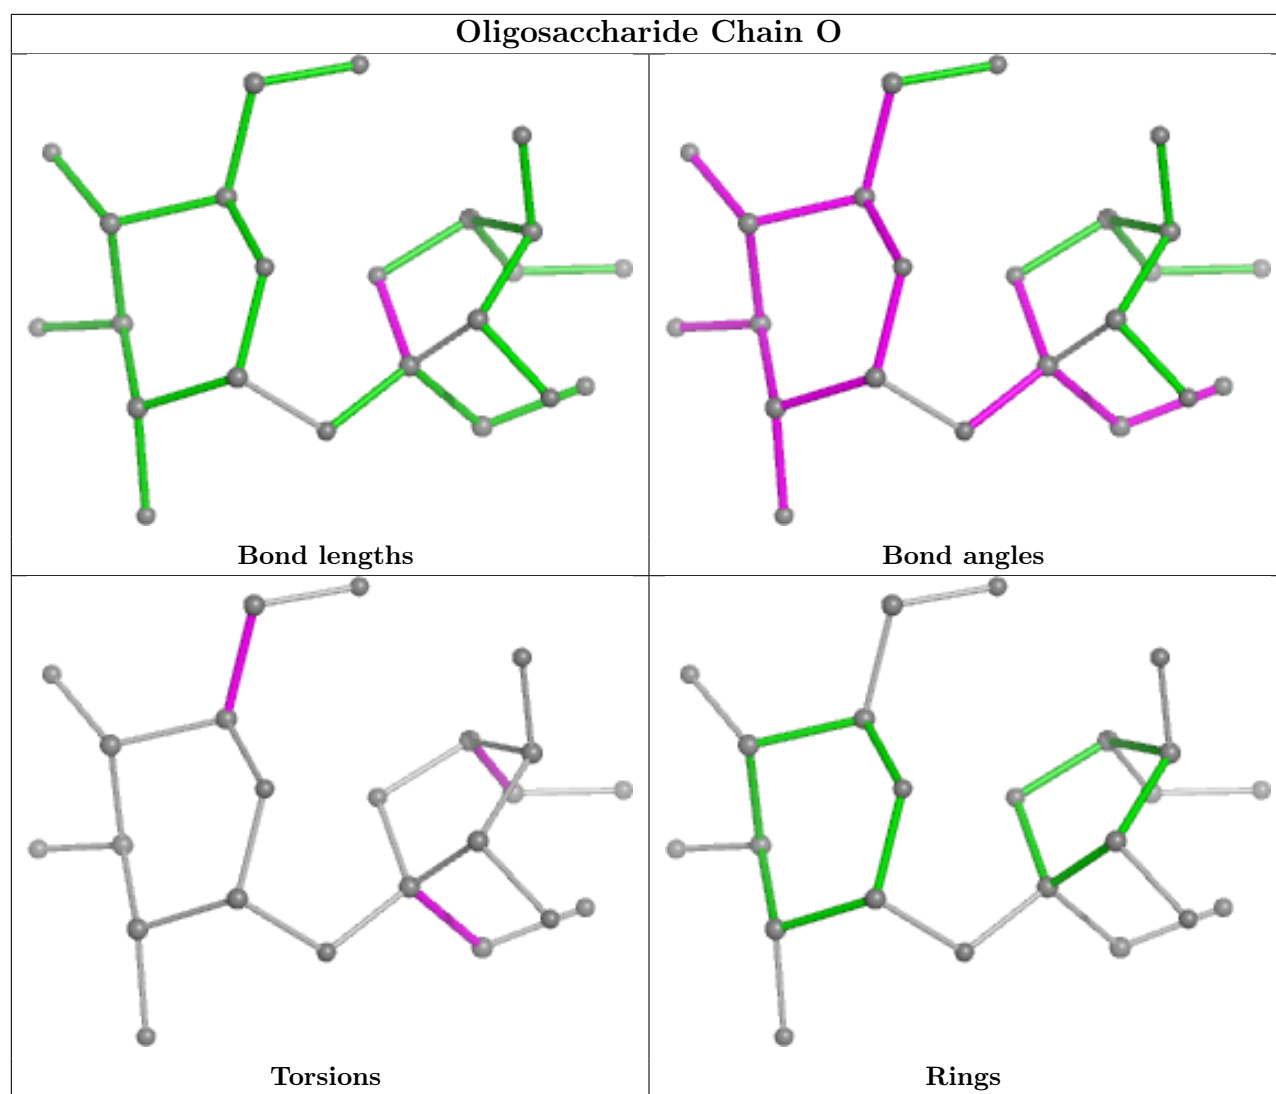 Oligosaccharide Chain O
Bond lengths
Bond angles
Torsions
Rings